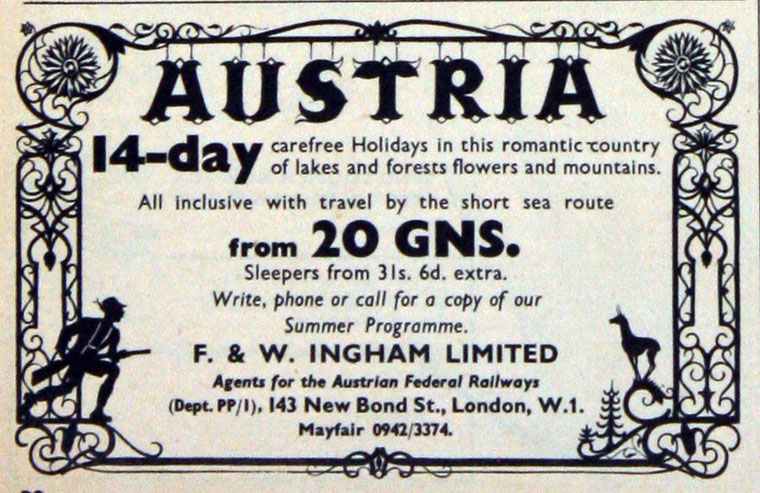 AUSTRIA
14-day carefree Holidays in this romantic country
of lakes and forests flowers and mountains.
All inclusive with travel by the short sea route
from 20 GNS.
Sleepers from 31s. 6d. extra.
Write, phone or call for a copy of our
Summer Programme.
F. & W. INGHAM LIMITED
Agents for the Austrian Federal Railways
(Dept. PP/1), 143 New Bond St., London, W.1.
Mayfair 0942/3374.